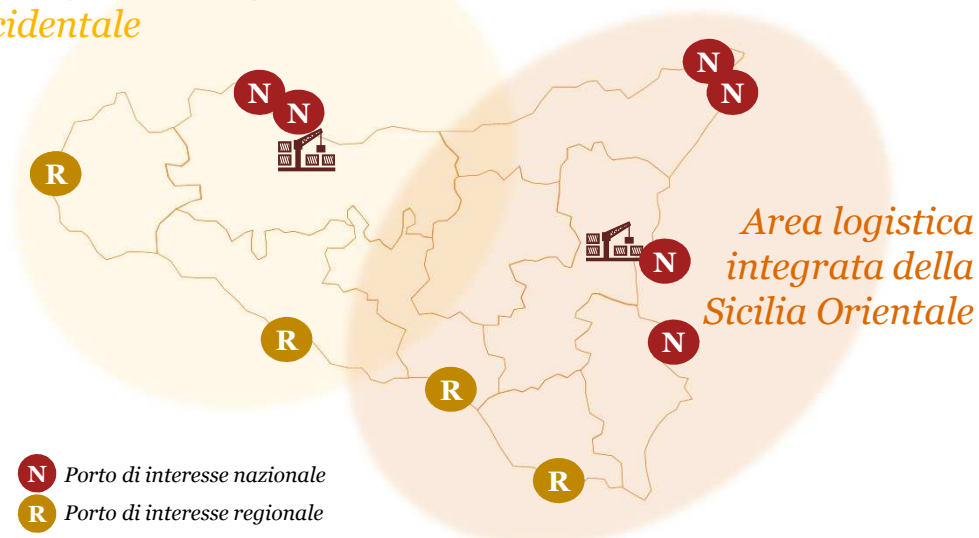 cidentale
N
N
N
N
R
Area logistica
integrata della
Sicilia Orientale
N
N
R
R
R
N Porto di interesse nazionale
R Porto di interesse regionale